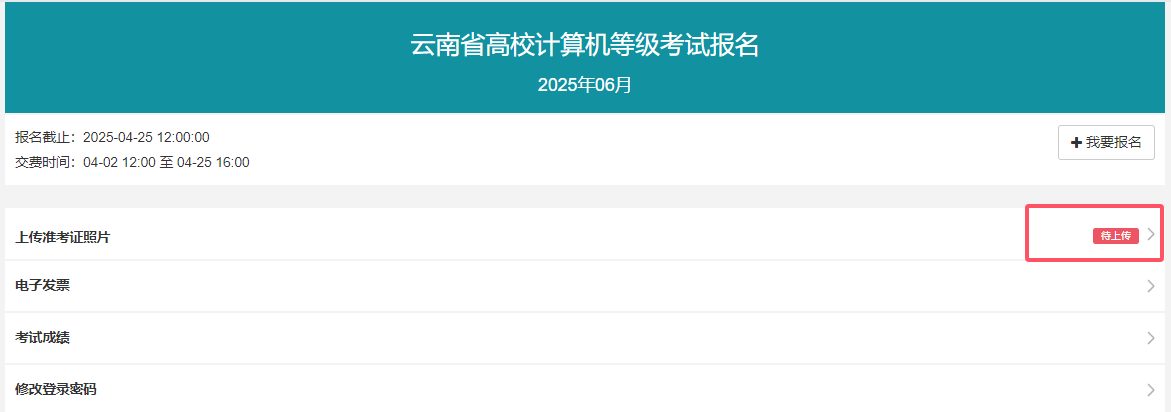 云南省高校计算机等级考试报名
2025年06月
报名截止：2025-04-25 12:00:00
交费时间：04-02 12:00 至 04-25 16:00
我要报名
上传准考证照片
待上传
电子发票
考试成绩
修改登录密码